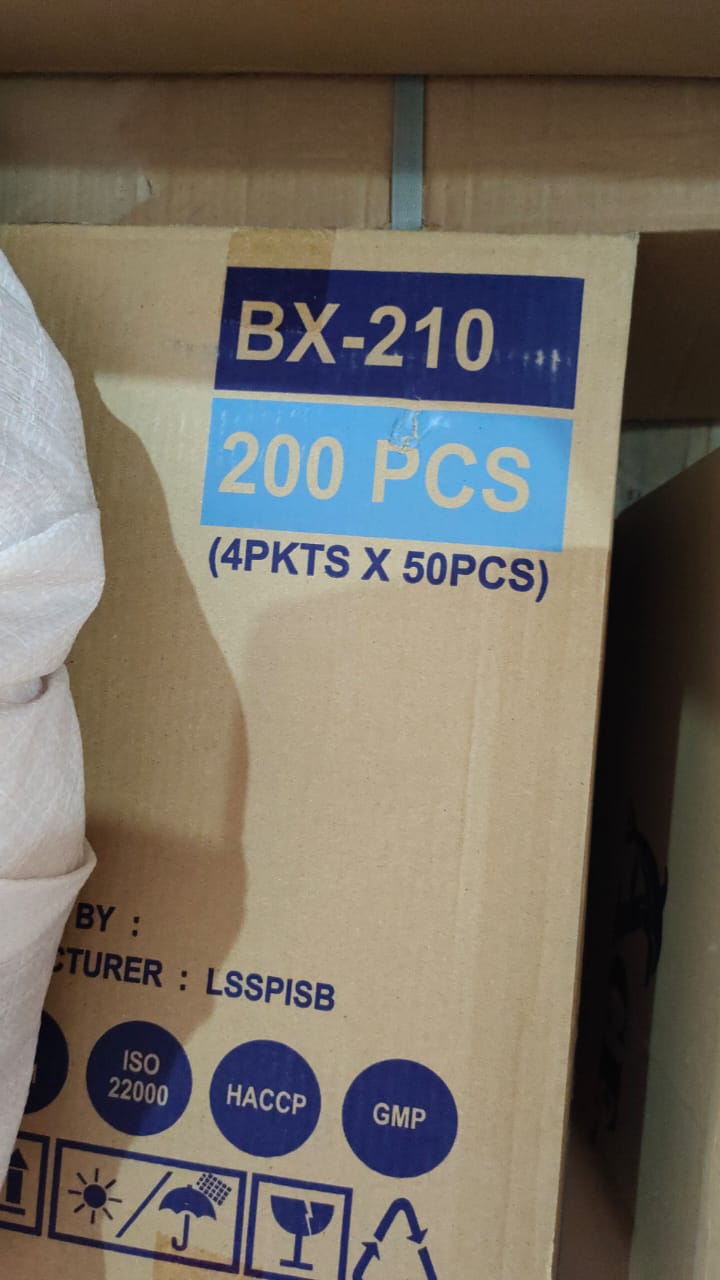 BX-210
200 PCS
(4PKTS X 50PCS)
BY :
CTURER : LSSPISB
ISO
22000
HACCP
GMP